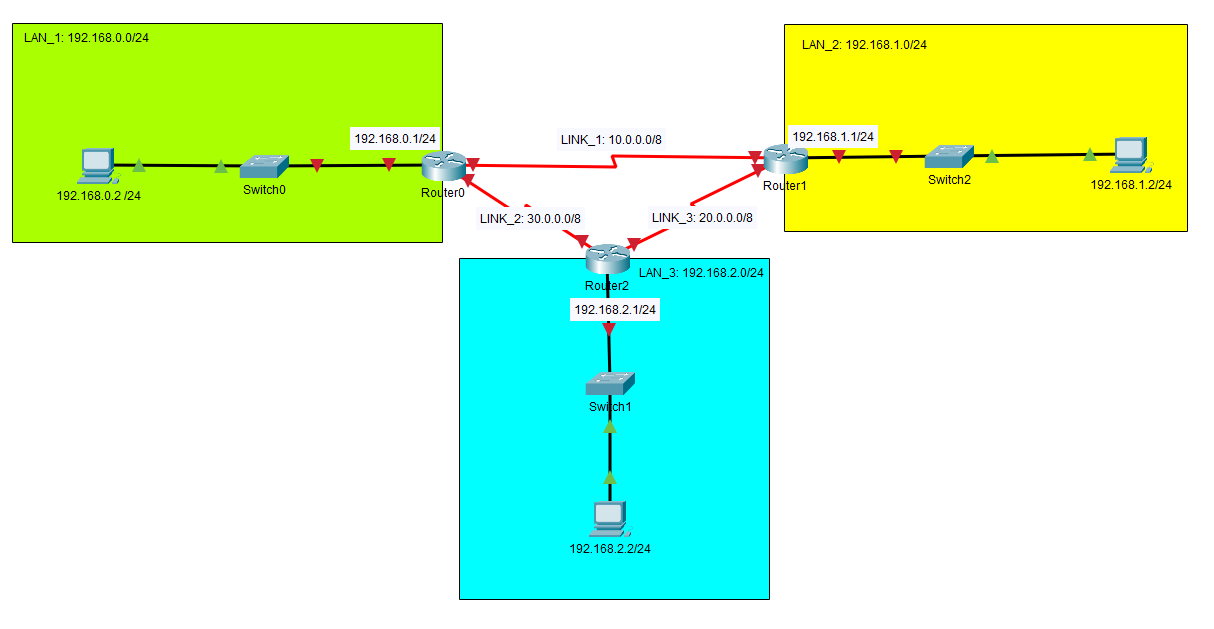 LAN_1: 192.168.0.0/24
LAN_2: 192.168.1.0/24
192.168.0.1/24
LINK_1: 10.0.0.0/8
192.168.1.1/24
192.168.0.2 /24
Switch0
Router0
Router1
Switch2
192.168.1.2/24
LINK_2: 30.0.0.0/8
LINK_3: 20.0.0.0/8
LAN_3: 192.168.2.0/24
Router2
192.168.2.1/24
Switch1
192.168.2.2/24